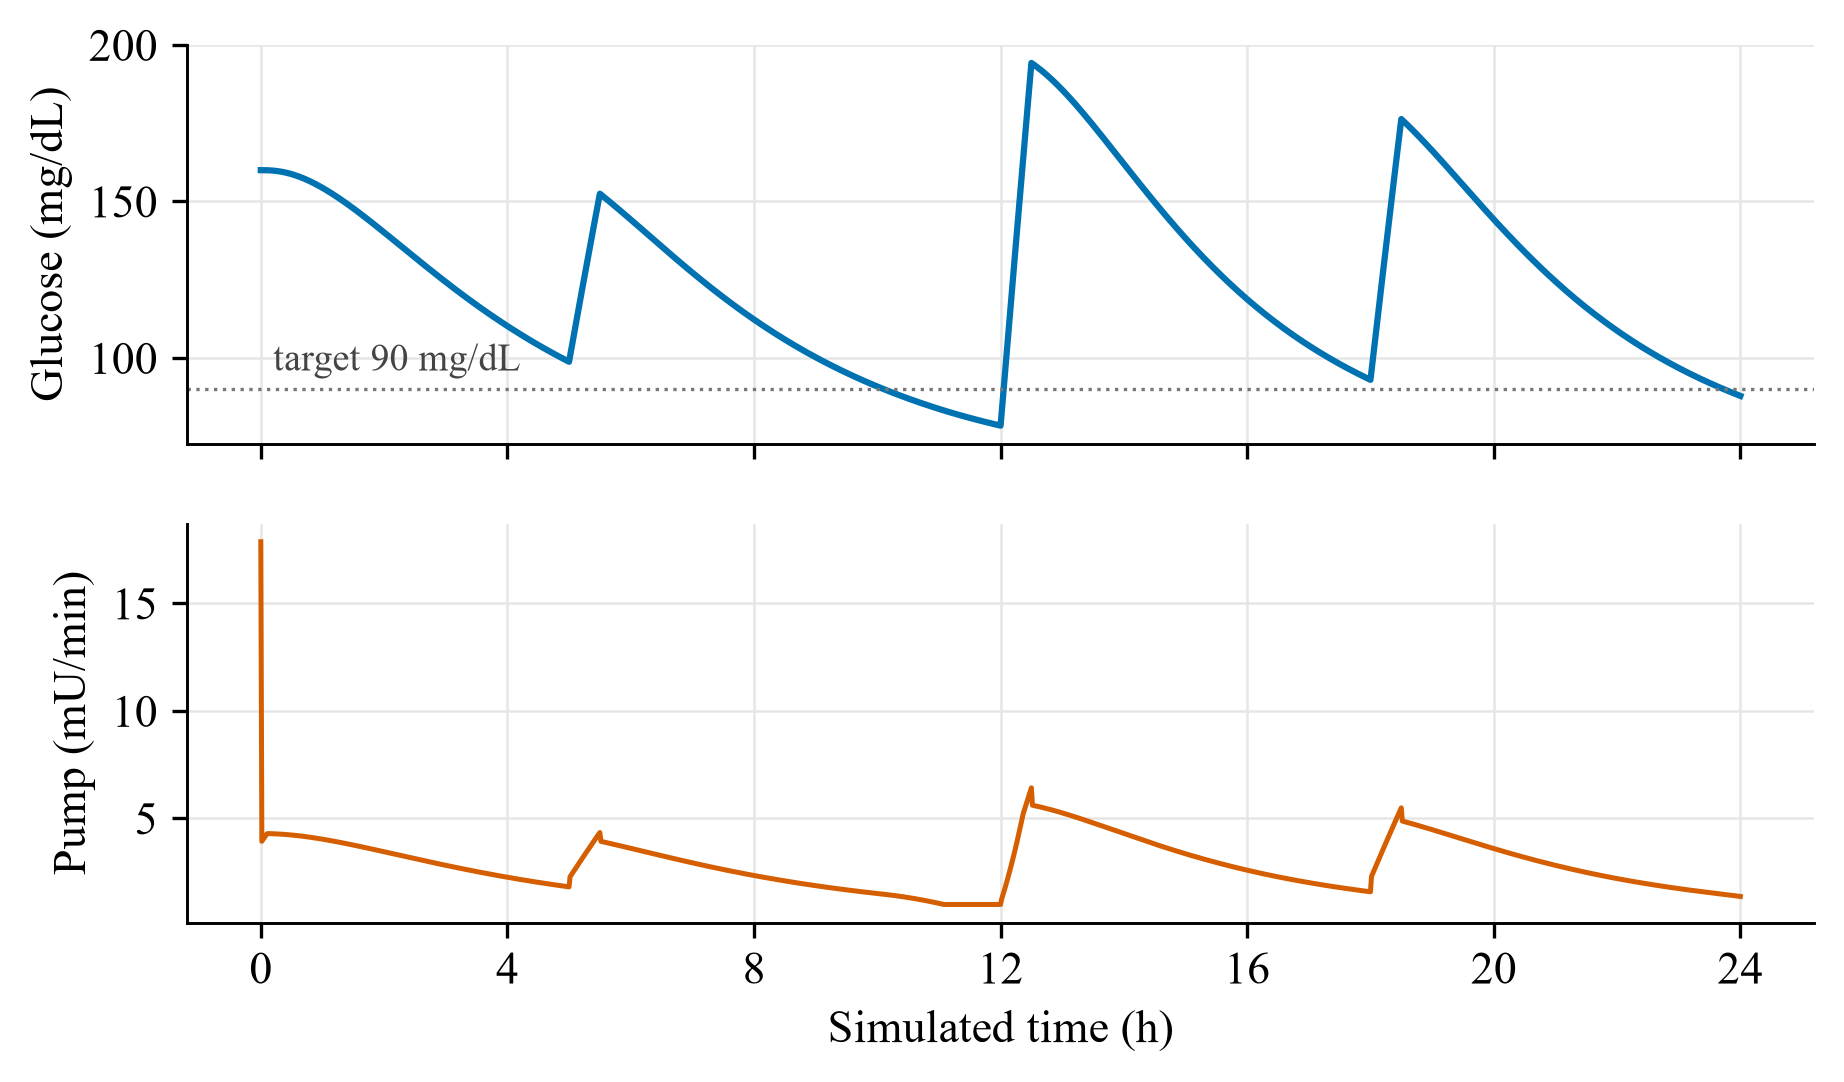 200
150
100
Glucose (mg/dL)
target 90 mg/dL
15
10
5
Pump (mU/min)
0 4 8 12 16 20 24
Simulated time (h)